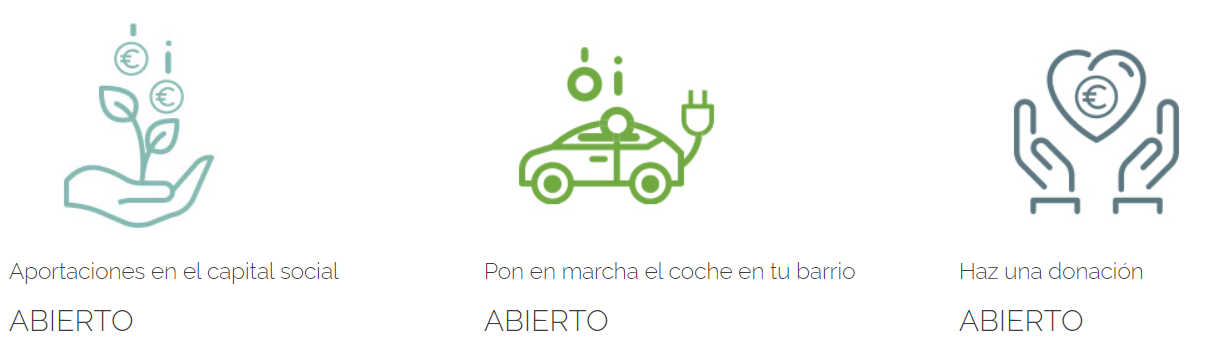 €
€
Aportaciones en el capital social
ABIERTO
Pon en marcha el coche en tu barrio
ABIERTO
€
Haz una donación
ABIERTO